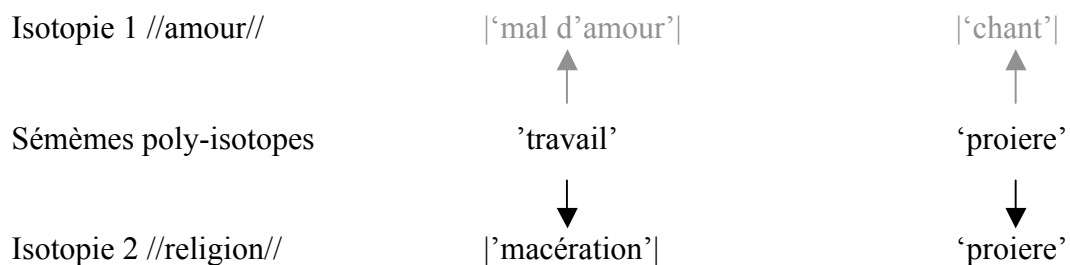 Isotopie 1 //amour// |‘mal d’amour’| |‘chant’|
Sémèmes poly-isotopes ’travail’ ‘proiere’
Isotopie 2 //religion// |’macération’| ‘proiere’